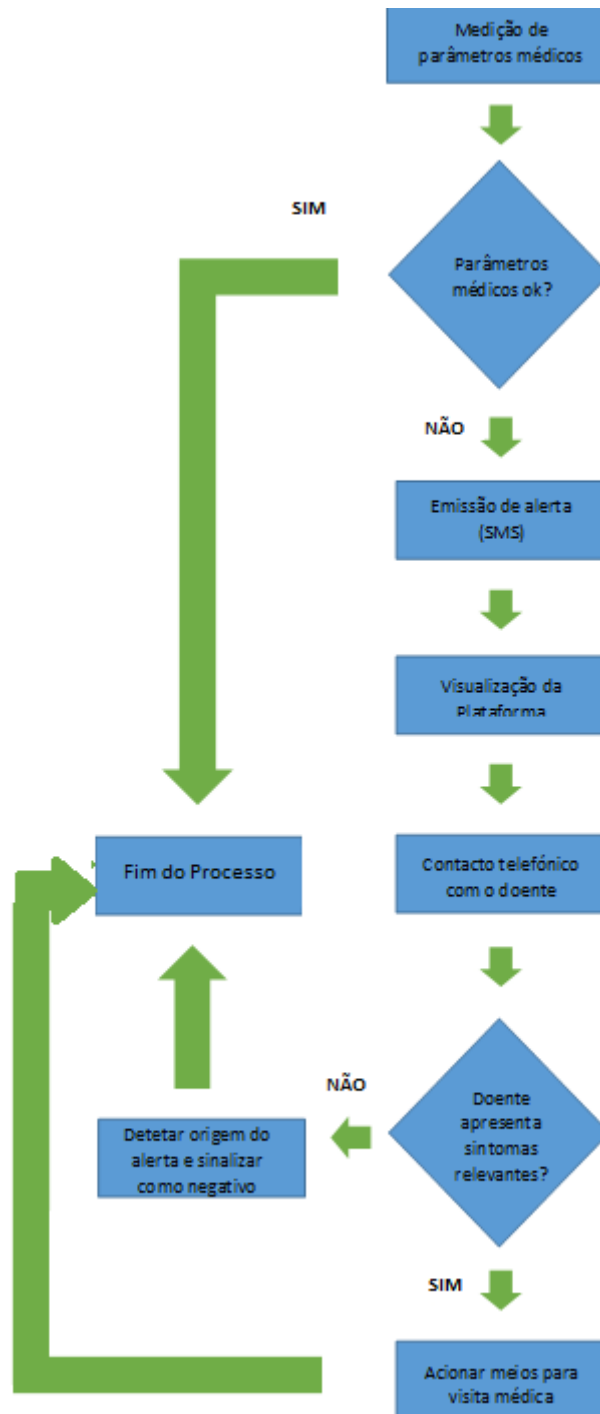 Medição de
parâmetros médicos
SIM
Parâmetros
médicos ok?
NÃO
Emissão de alerta
(SMS)
Visualização da
Plataforma
Fim do Processo
Contacto telefónico
com o doente
NÃO
Doente
apresenta
sintomas
relevantes?
Detetar origem do
alerta e sinalizar
como negativo
SIM
Acionar meios para
visita médica